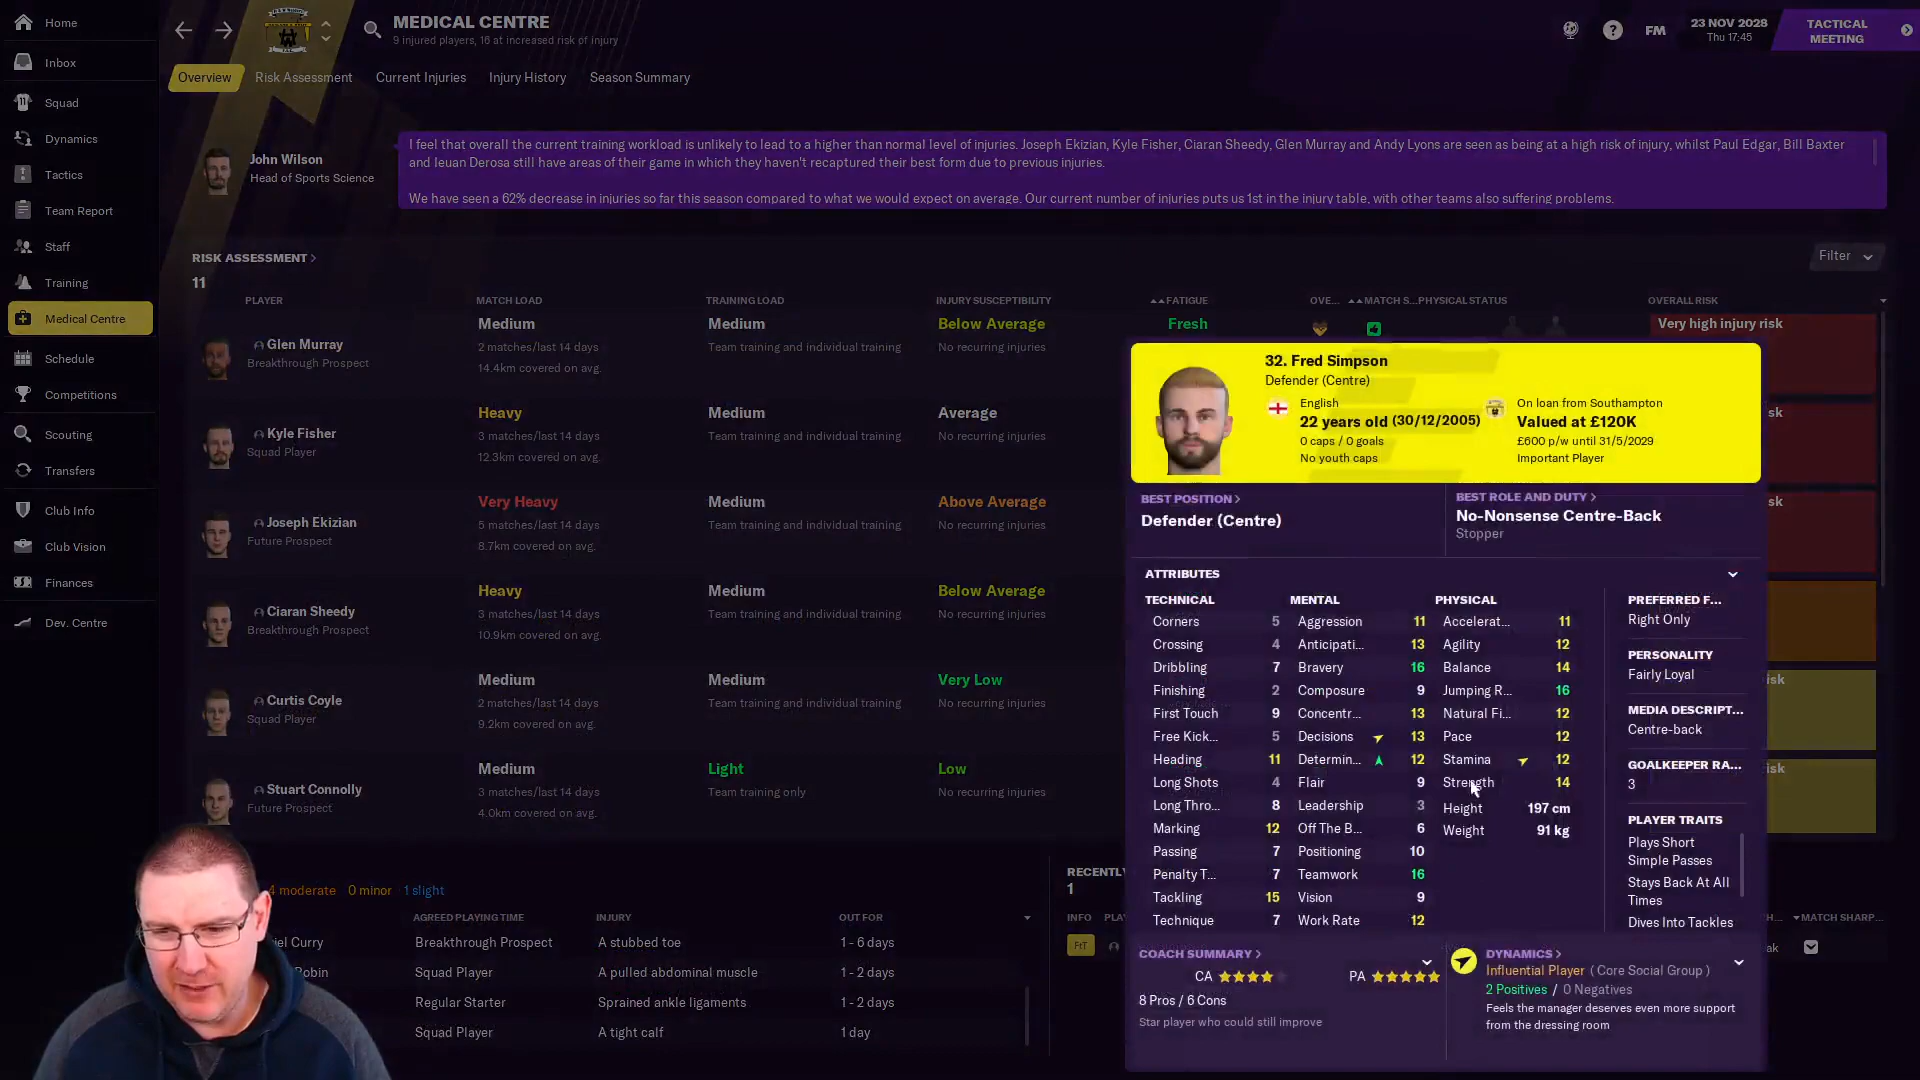 Home
Inbox
Squad
Dynamics
Tactics
Team Report
Staff
Training
Medical Centre
Schedule
Competitions
Scouting
Transfers
Club Info
Club Vision
Finances
Dev. Centre
MEDICAL CENTRE
9 injured players, 16 at increased risk of injury
FM
23 NOV 2028
Thu 17:45
TACTICAL
MEETING
Overview
Risk Assessment
Current Injuries
Injury History
Season Summary
John Wilson
Head of Sports Science
I feel that overall the current training workload is unlikely to lead to a higher than normal level of injuries. Joseph Ekizian, Kyle Fisher, Ciaran Sheedy, Glen Murray and Andy Lyons are seen as being at a high risk of injury, whilst Paul Edgar, Bill Baxter
and Ieuan Derosa still have areas of their game in which they haven't recaptured their best form due to previous injuries.
We have seen a 62% decrease in injuries so far this season compared to what we would expect on average. Our current number of injuries puts us 1st in the injury table, with other teams also suffering problems.
RISK ASSESSMENT >
11
Filter
PLAYER MATCH LOAD TRAINING LOAD INJURY SUSCEPTIBILITY FATIGUE OVE... MATCH S... PHYSICAL STATUS OVERALL RISK
Glen Murray
Breakthrough Prospect
Medium
2 matches/last 14 days
14.4km covered on avg.
Medium
Team training and individual training
Below Average
No recurring injuries
Fresh
Very high injury risk
Kyle Fisher
Squad Player
Heavy
3 matches/last 14 days
12.3km covered on avg.
Medium
Team training and individual training
Average
No recurring injuries
sk
Joseph Ekizian
Future Prospect
Very Heavy
5 matches/last 14 days
8.7km covered on avg.
Medium
Team training and individual training
Above Average
No recurring injuries
sk
Ciaran Sheedy
Breakthrough Prospect
Heavy
3 matches/last 14 days
10.9km covered on avg.
Medium
Team training and individual training
Below Average
No recurring injuries
Curtis Coyle
Squad Player
Medium
2 matches/last 14 days
9.2km covered on avg.
Medium
Team training and individual training
Very Low
No recurring injuries
sk
Stuart Connolly
Future Prospect
Medium
2 matches/last 14 days
4.0km covered on avg.
Light
Team training only
Low
No recurring injuries
isk
4 moderate 0 minor 1 slight
AGREED PLAYING TIME INJURY OUT FOR
iel Curry Breakthrough Prospect A stubbed toe 1 - 6 days
Robin Squad Player A pulled abdominal muscle 1 - 2 days
Regular Starter Sprained ankle ligaments 1 - 2 days
Squad Player A tight calf 1 day
RECENTLY
1
INFO PLAY
FrT
MATCH SHARP...
32. Fred Simpson
Defender (Centre)
English
22 years old (30/12/2005)
0 caps / 0 goals
No youth caps
On loan from Southampton
Valued at £120K
£600 p/w until 31/5/2029
Important Player
BEST POSITION >
Defender (Centre)
BEST ROLE AND DUTY >
No-Nonsense Centre-Back
Stopper
ATTRIBUTES
TECHNICAL MENTAL PHYSICAL
Corners 5 Aggression 11 Accelerat... 11
Crossing 4 Anticipati... 13 Agility 12
Dribbling 7 Bravery 16 Balance 14
Finishing 2 Composure 9 Jumping R... 16
First Touch 9 Concentr... 13 Natural Fi... 12
Free Kick... 5 Decisions 13 Pace 12
Heading 11 Determin... 12 Stamina 12
Long Shots 4 Flair 9 Strength 14
Long Thro... 8 Leadership 3 Height 197 cm
Marking 12 Off The B... 6 Weight 91 kg
Passing 7 Positioning 10
Penalty T... 7 Teamwork 16
Tackling 15 Vision 9
Technique 7 Work Rate 12
PREFERRED F...
Right Only
PERSONALITY
Fairly Loyal
MEDIA DESCRIPT...
Centre-back
GOALKEEPER RA...
3
PLAYER TRAITS
Plays Short
Simple Passes
Stays Back At All
Times
Dives Into Tackles
COACH SUMMARY >
CA PA
8 Pros / 6 Cons
Star player who could still improve
DYNAMICS >
Influential Player ( Core Social Group )
2 Positives / 0 Negatives
Feels the manager deserves even more support
from the dressing room